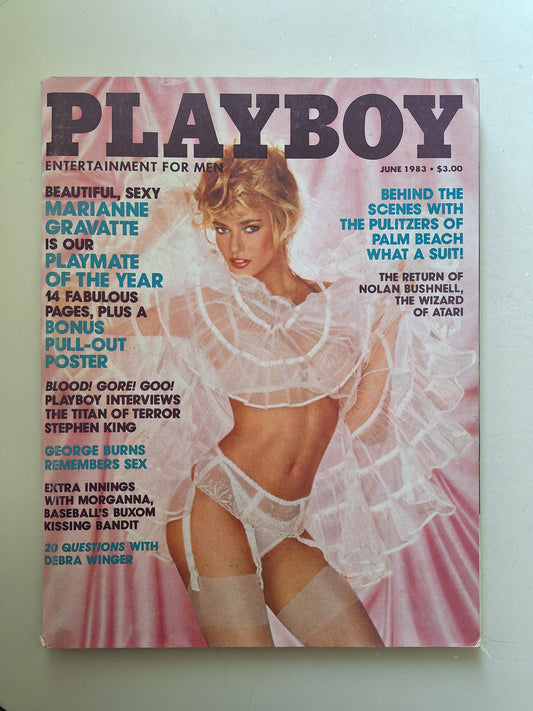 PLAYBOY
ENTERTAINMENT FOR MEN
JUNE 1983 • $3.00
BEAUTIFUL, SEXY
MARIANNE
GRAVATTE
IS OUR
PLAYMATE
OF THE YEAR
14 FABULOUS
PAGES, PLUS A
BONUS
PULL-OUT
POSTER
BLOOD! GORE! GOO!
PLAYBOY INTERVIEWS
THE TITAN OF TERROR
STEPHEN KING
GEORGE BURNS
REMEMBERS SEX
EXTRA INNINGS
WITH MORGANNA,
BASEBALL'S BUXOM
KISSING BANDIT
20 QUESTIONS WITH
DEBRA WINGER
BEHIND THE
SCENES WITH
THE PULITZERS OF
PALM BEACH
WHAT A SUIT!
THE RETURN OF
NOLAN BUSHNELL,
THE WIZARD
OF ATARI